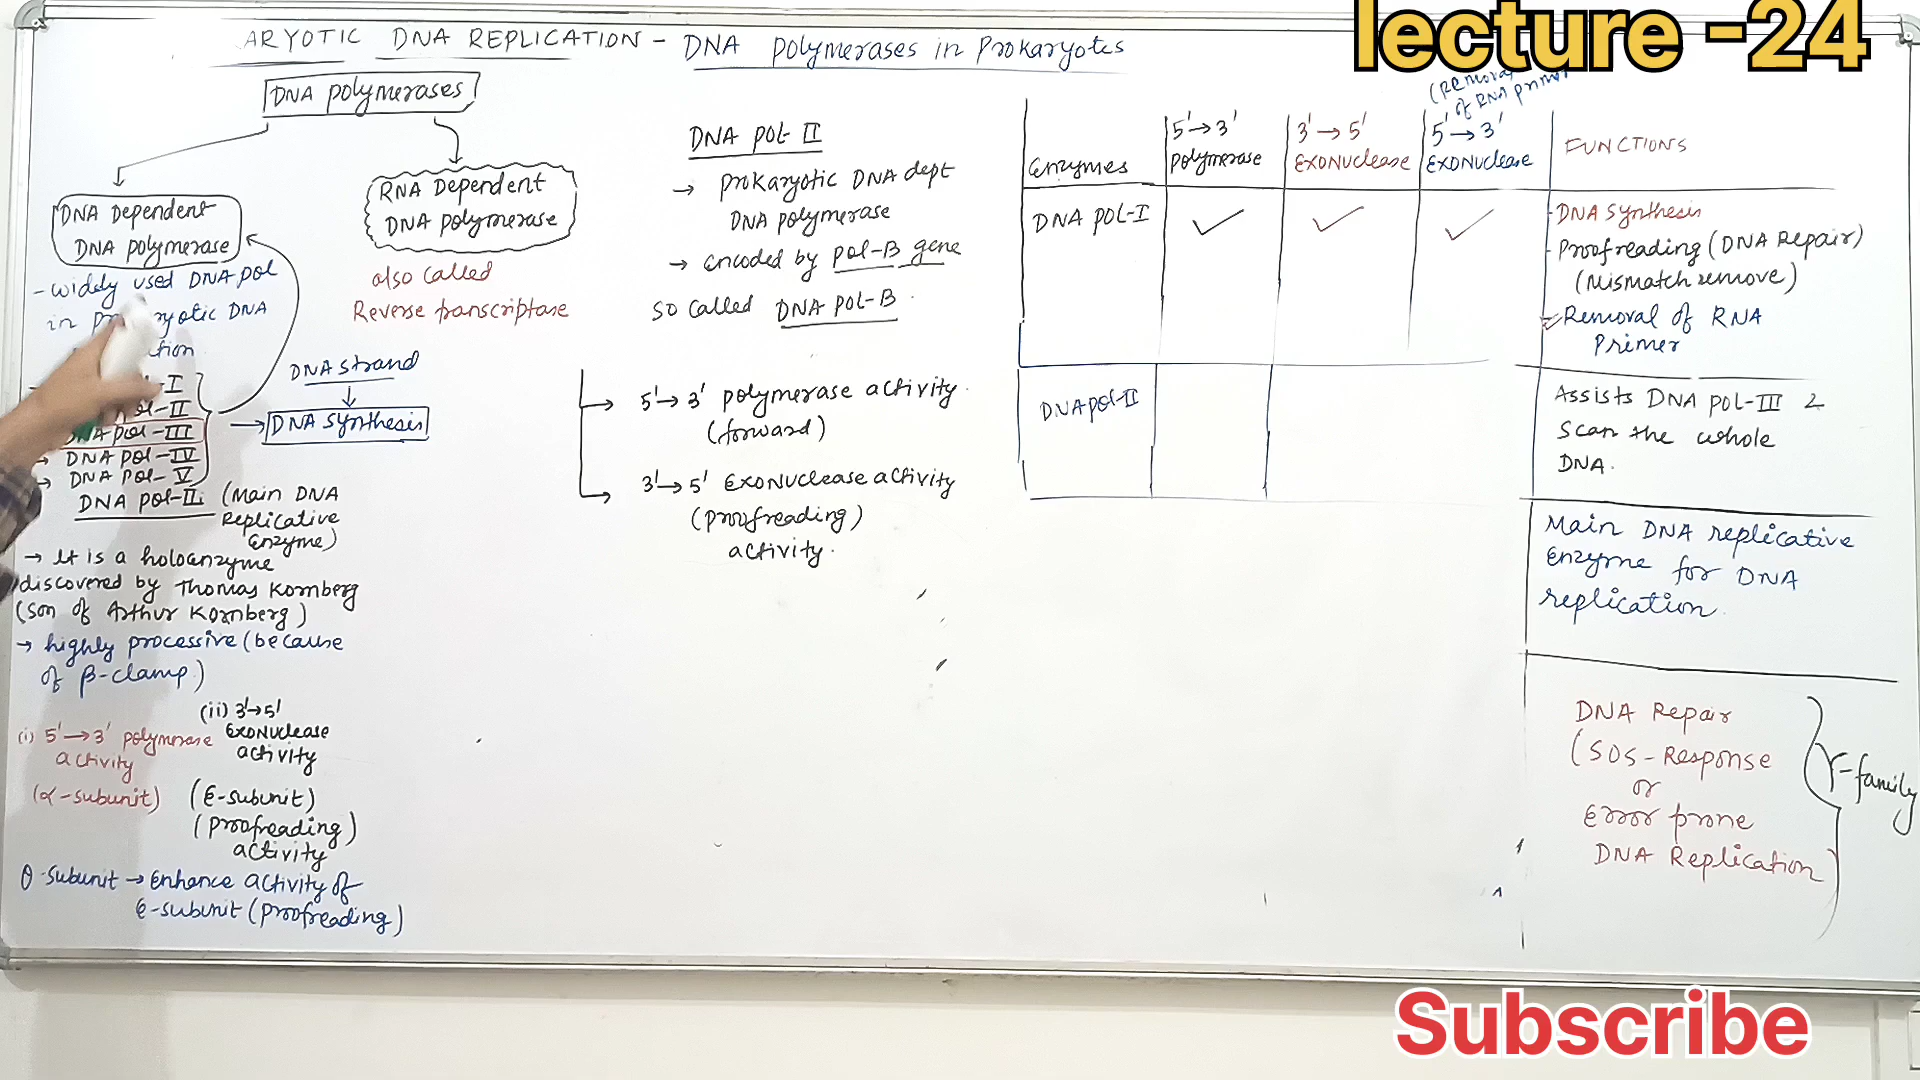 lecture -24
ARYOTIC DNA REPLICATION - DNA Polymerases in Prokaryotes
DNA Polymerases
DNA Dependent
DNA Polymerase
RNA Dependent
DNA Polymerase
also called
Reverse transcriptase
- widely used DNA pol
in ryotic DNA
-I
-II
DNA pol-III
→ DNA pol-IV
→ DNA pol-V
DNA strand
→ DNA synthesis
DNA pol-III (Main DNA
Replicative
Enzyme)
→ It is a holoenzyme
discovered by Thomas Kornberg
(son of Arthur Kornberg)
→ highly processive (because
of β-clamp)
(i) 5'→3' polymerase
activity
(α-subunit)
(ii) 3'→5'
Exonuclease
activity
(ε-subunit)
(Proofreading)
activity
θ-subunit → Enhance activity of
ε-subunit (Proofreading)
DNA pol II
→ Prokaryotic DNA dept
DNA Polymerase
→ encoded by pol-B gene
so called DNA pol-B.
5'→3' polymerase activity.
(forward)
3'→5' Exonuclease activity
(Proofreading)
activity.
(Removal
of RNA primer
Enzymes
5'→3'
Polymerase
3'→5'
Exonuclease
5'→3'
Exonuclease
FUNCTIONS
DNA pol-I ✓ ✓ ✓
- DNA synthesis
- Proofreading (DNA Repair)
(Mismatch remove)
- Removal of RNA
Primer
DNA pol-II
Assists DNA pol-III &
scan the whole
DNA.
Main DNA replicative
Enzyme for DNA
replication.
DNA Repair
(SOS-Response
or
Error prone
DNA Replication
Y-family
Subscribe